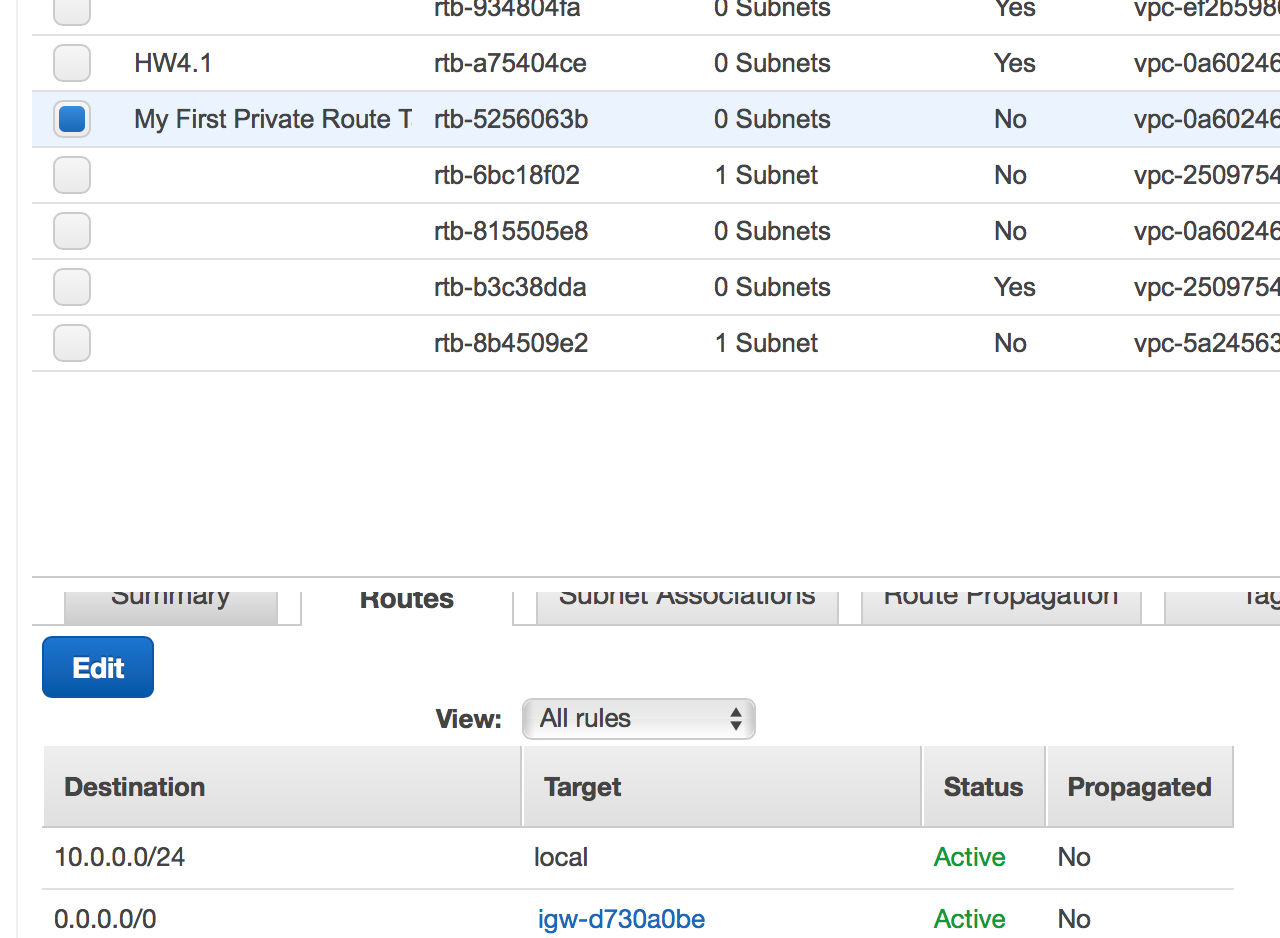 rtb-934804fa 0 Subnets Yes vpc-ef2b598
HW4.1 rtb-a75404ce 0 Subnets Yes vpc-0a60246
My First Private Route T rtb-5256063b 0 Subnets No vpc-0a60246
rtb-6bc18f02 1 Subnet No vpc-2509754
rtb-815505e8 0 Subnets No vpc-0a60246
rtb-b3c38dda 0 Subnets Yes vpc-2509754
rtb-8b4509e2 1 Subnet No vpc-5a24563
Summary Routes Subnet Associations Route Propagation Tag
Edit
View: All rules
Destination Target Status Propagated
10.0.0.0/24 local Active No
0.0.0.0/0 igw-d730a0be Active No